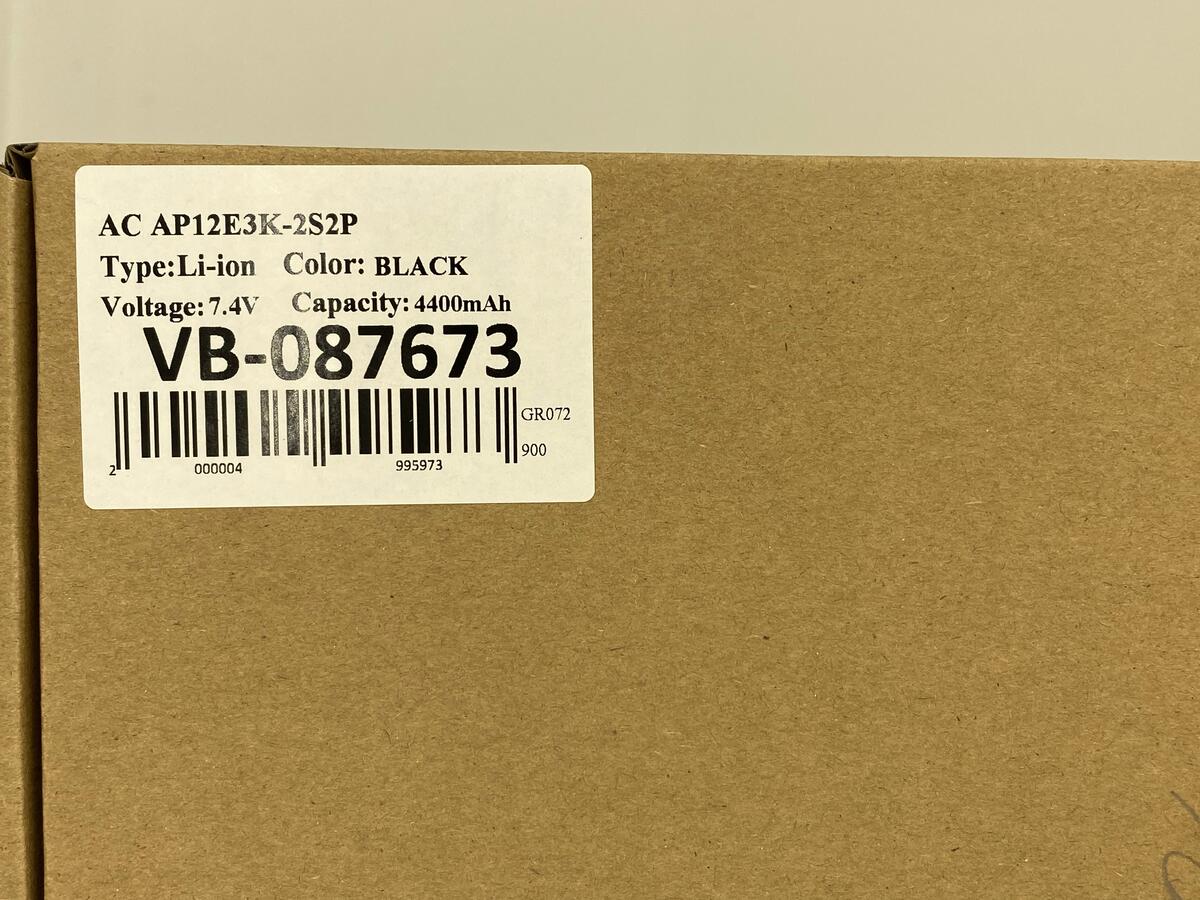 AC AP12E3K-2S2P
Type:Li-ion Color: BLACK
Voltage:7.4V Capacity:4400mAh
VB-087673
GR072
900
2 000004 995973